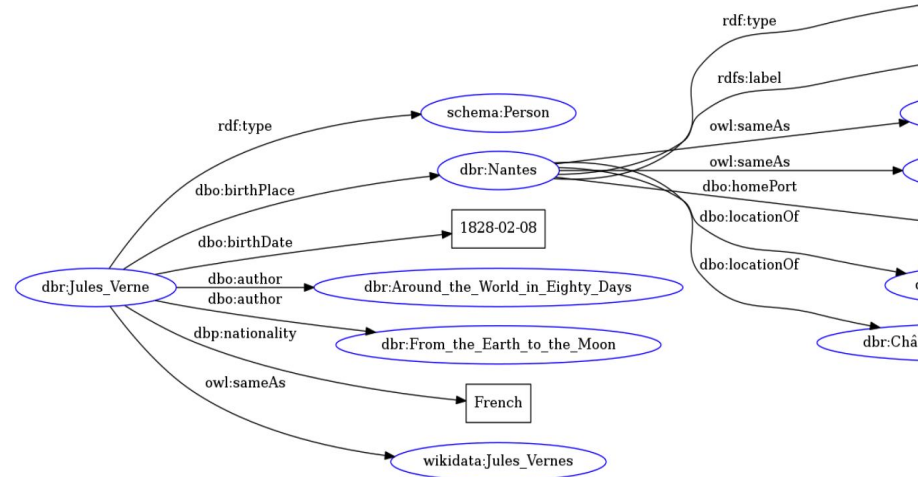 rdf:type
rdfs:label
schema:Person
rdf:type
owl:sameAs
dbr:Nantes
owl:sameAs
dbo:homePort
dbo:birthPlace
dbo:locationOf
1828-02-08
dbo:birthDate
dbo:locationOf
dbo:author
dbr:Jules_Verne
dbr:Around_the_World_in_Eighty_Days
dbo:author
dbp:nationality
dbr:From_the_Earth_to_the_Moon
dbr:Châ
owl:sameAs
French
wikidata:Jules_Vernes